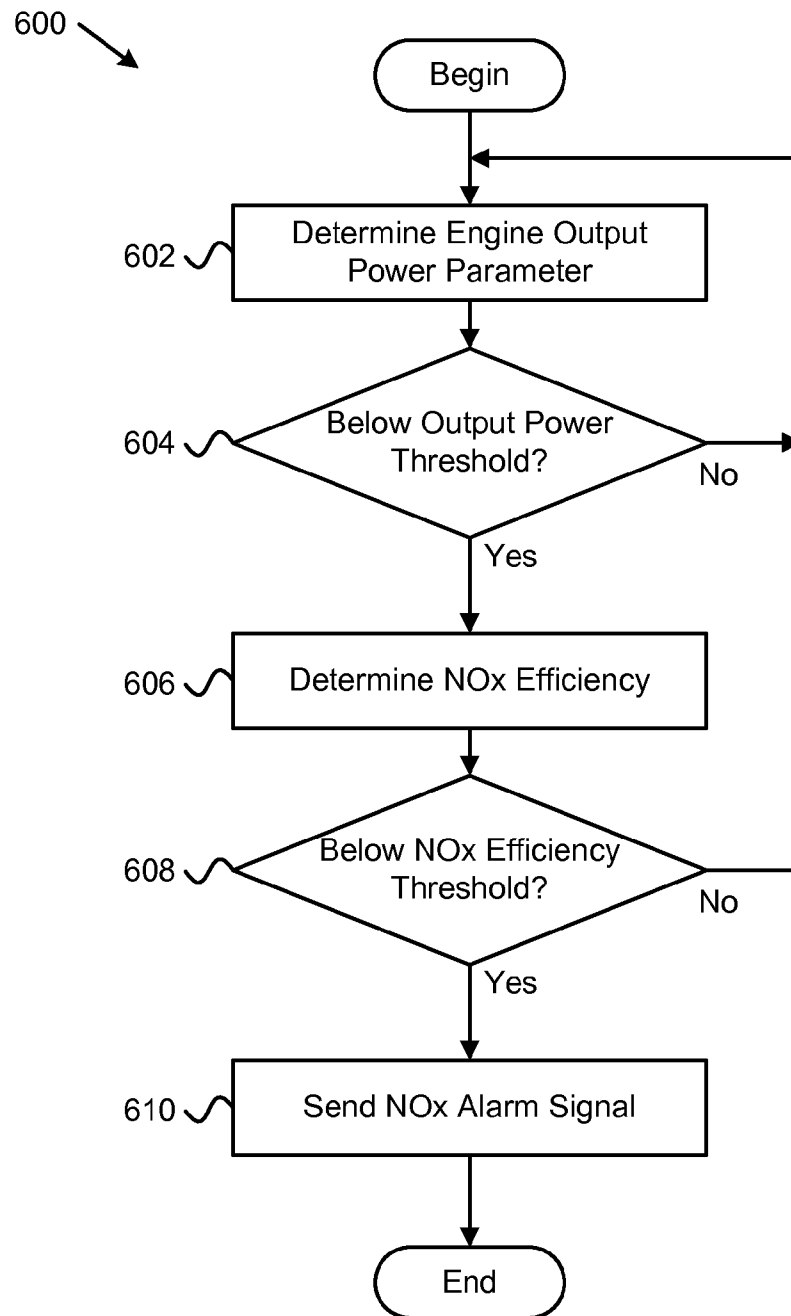 600
Begin
602
Determine Engine Output
Power Parameter
604
Below Output Power
Threshold?
No
Yes
606
Determine NOx Efficiency
608
Below NOx Efficiency
Threshold?
No
Yes
610
Send NOx Alarm Signal
End